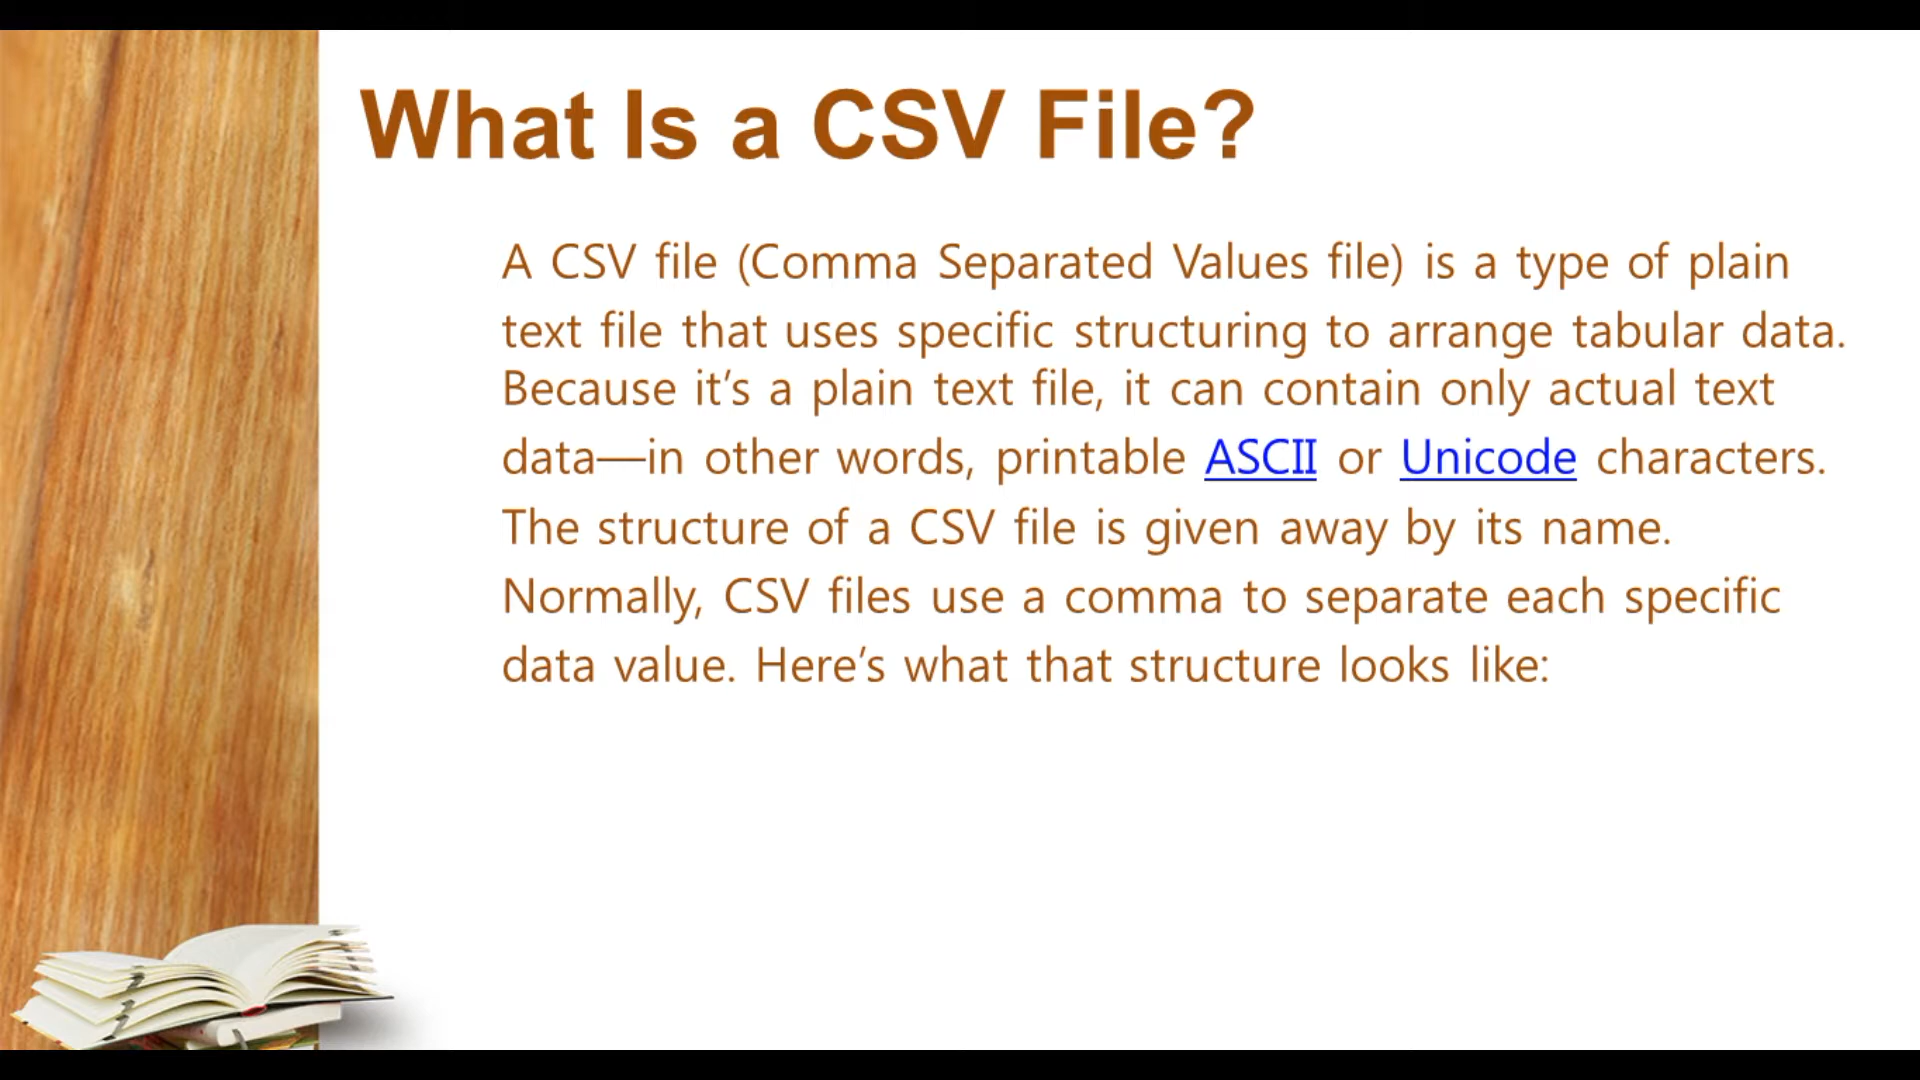 What Is a CSV File?
A CSV file (Comma Separated Values file) is a type of plain
text file that uses specific structuring to arrange tabular data.
Because it’s a plain text file, it can contain only actual text
data—in other words, printable ASCII or Unicode characters.
The structure of a CSV file is given away by its name.
Normally, CSV files use a comma to separate each specific
data value. Here’s what that structure looks like: